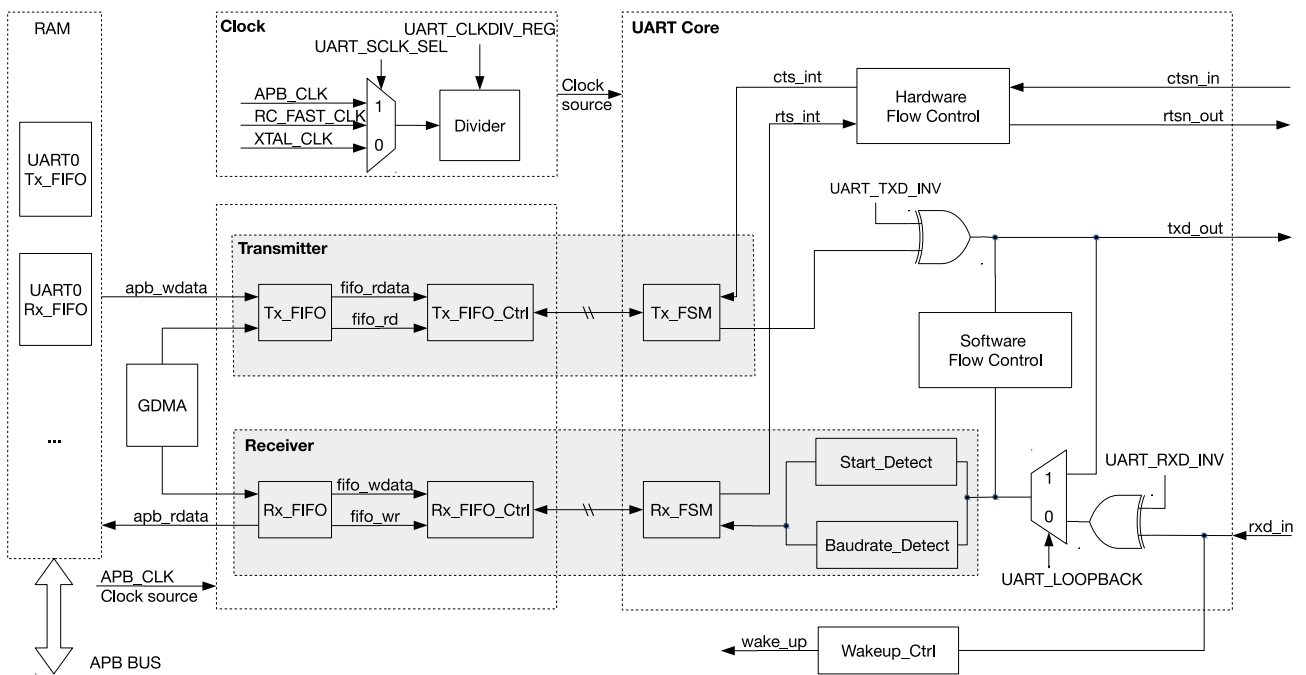 RAM
UART0
Tx_FIFO
UART0
Rx_FIFO
...
APB BUS
Clock
UART_SCLK_SEL
UART_CLKDIV_REG
APB_CLK
RC_FAST_CLK
XTAL_CLK
1
0
Divider
Clock
source
UART Core
cts_int
rts_int
Hardware
Flow Control
ctsn_in
rtsn_out
UART_TXD_INV
txd_out
Transmitter
apb_wdata
Tx_FIFO
fifo_rdata
fifo_rd
Tx_FIFO_Ctrl
\\
Tx_FSM
Software
Flow Control
GDMA
Receiver
Rx_FIFO
fifo_wdata
fifo_wr
Rx_FIFO_Ctrl
\\
Rx_FSM
Start_Detect
Baudrate_Detect
1
0
UART_RXD_INV
rxd_in
UART_LOOPBACK
apb_rdata
APB_CLK
Clock source
wake_up
Wakeup_Ctrl